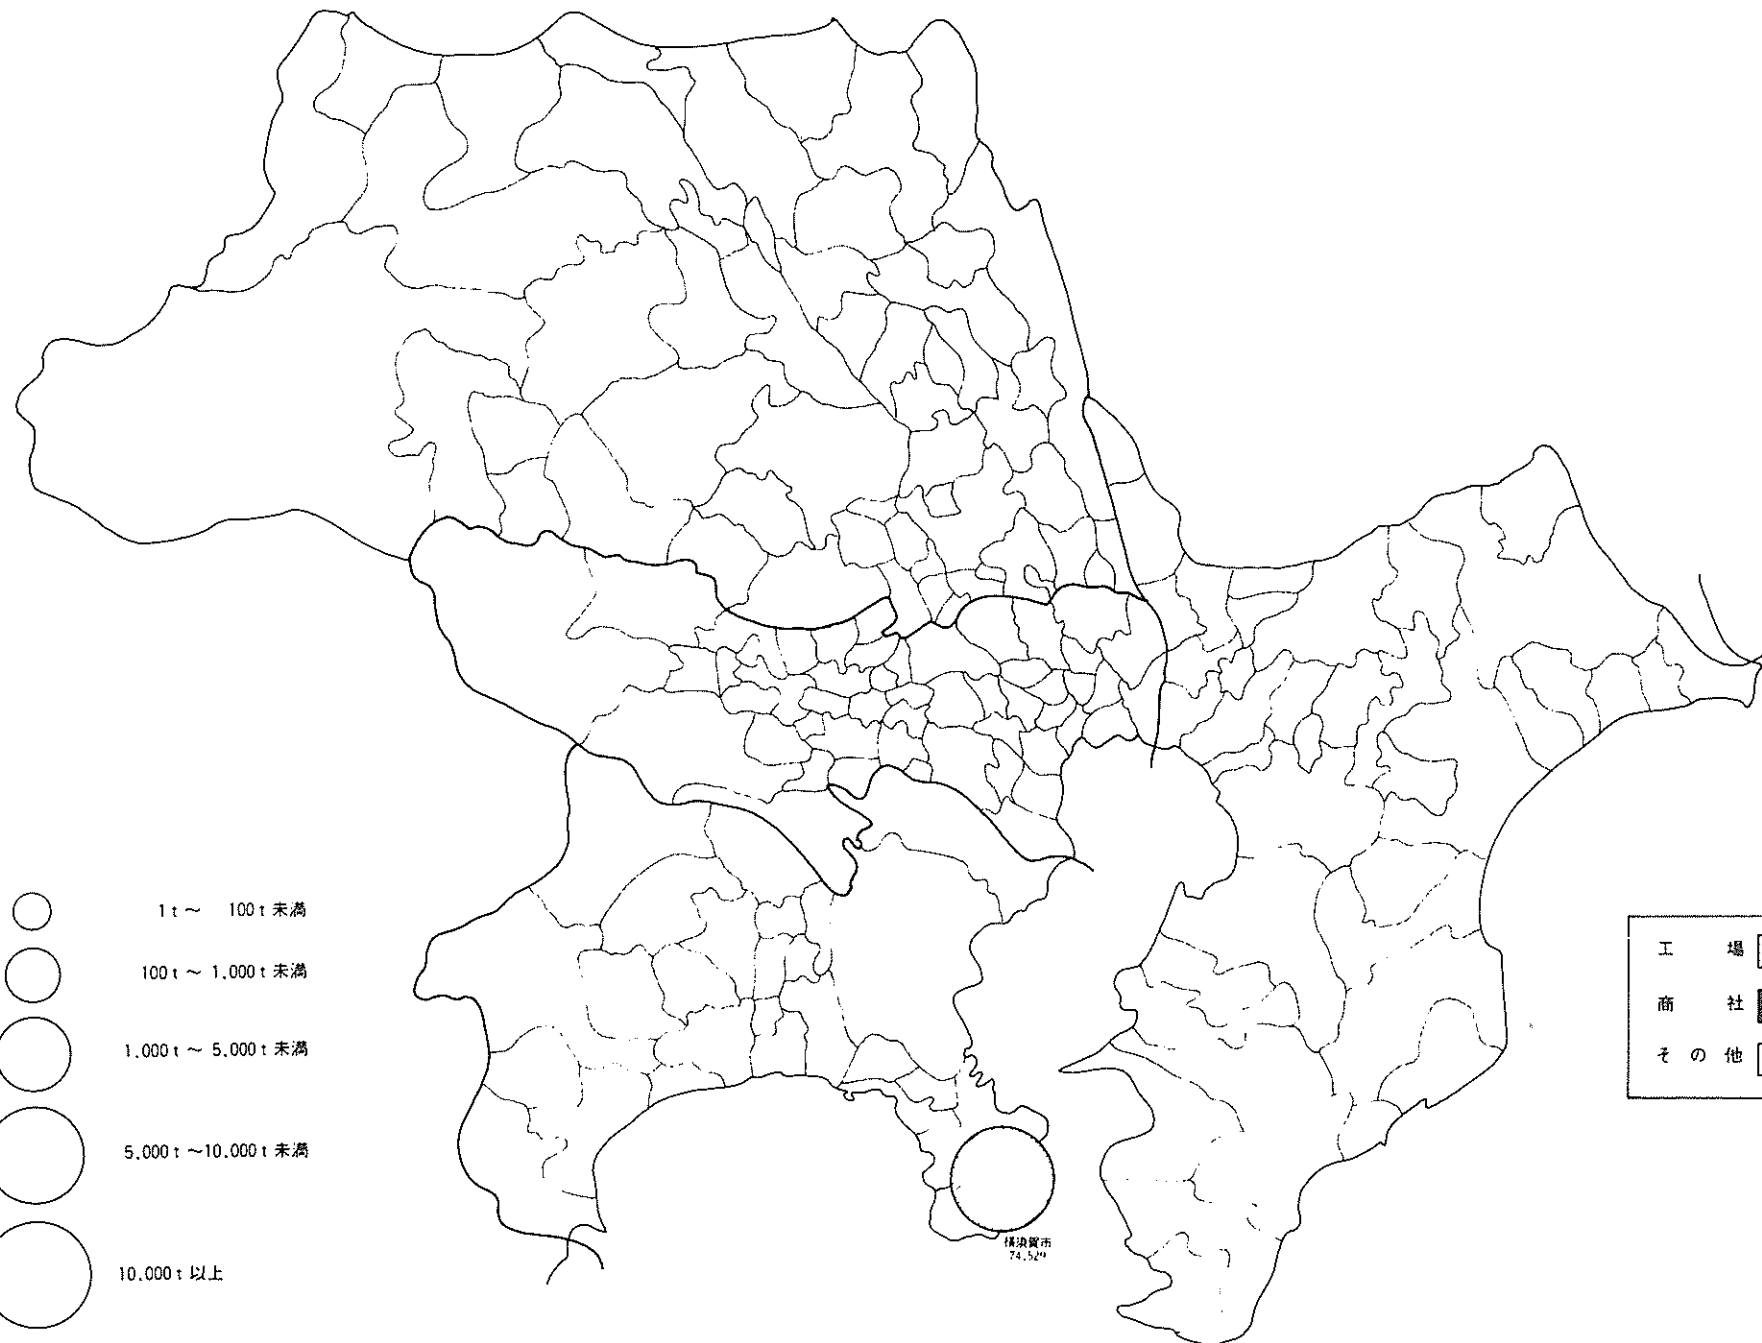 1t～ 100t未満
100t～1,000t未満
1,000t～5,000t未満
5,000t～10,000t未満
10,000t以上
工場
商社
その他
横須賀市